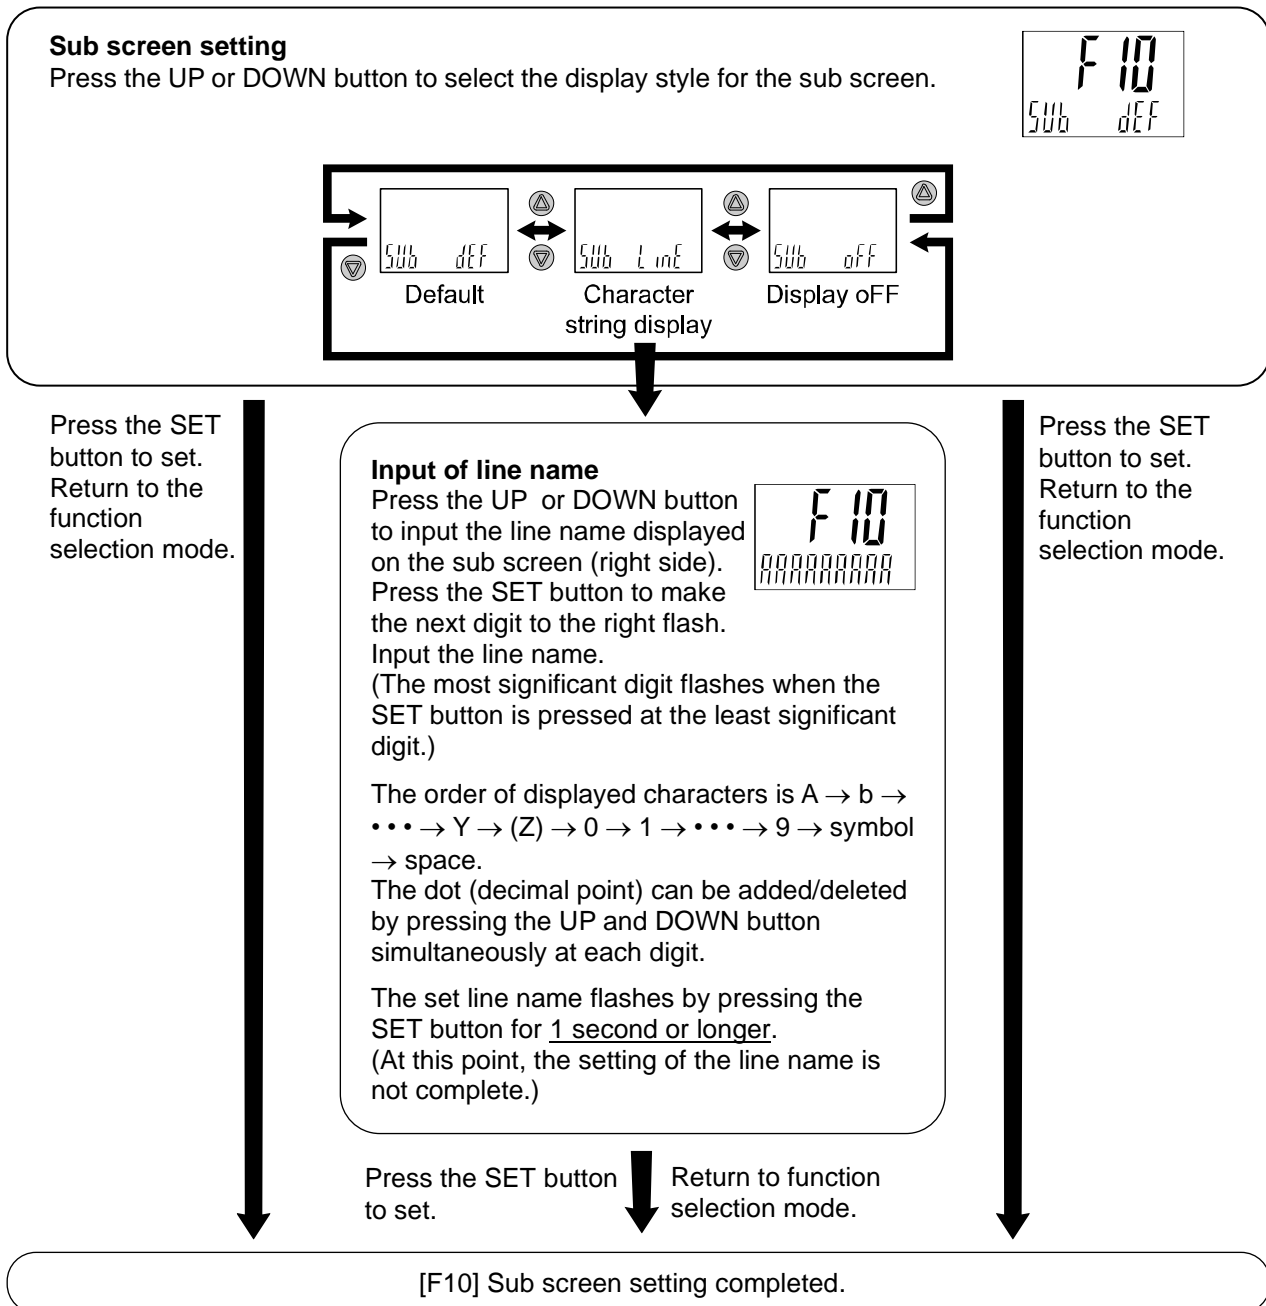 Sub screen setting
Press the UP or DOWN button to select the display style for the sub screen.
F 10
SUb dEF
SUb dEF
SUb LinE
SUb oFF
Default
Character
string display
Display oFF
Press the SET
button to set.
Return to the
function
selection mode.
Input of line name
Press the UP or DOWN button
to input the line name displayed
on the sub screen (right side).
Press the SET button to make
the next digit to the right flash.
Input the line name.
(The most significant digit flashes when the
SET button is pressed at the least significant
digit.)
F 10
AAAAAAAAA
The order of displayed characters is A → b →
• • • → Y → (Z) → 0 → 1 → • • • → 9 → symbol
→ space.
The dot (decimal point) can be added/deleted
by pressing the UP and DOWN button
simultaneously at each digit.
The set line name flashes by pressing the
SET button for 1 second or longer.
(At this point, the setting of the line name is
not complete.)
Press the SET
button to set.
Return to the
function
selection mode.
Press the SET button
to set.
Return to function
selection mode.
[F10] Sub screen setting completed.